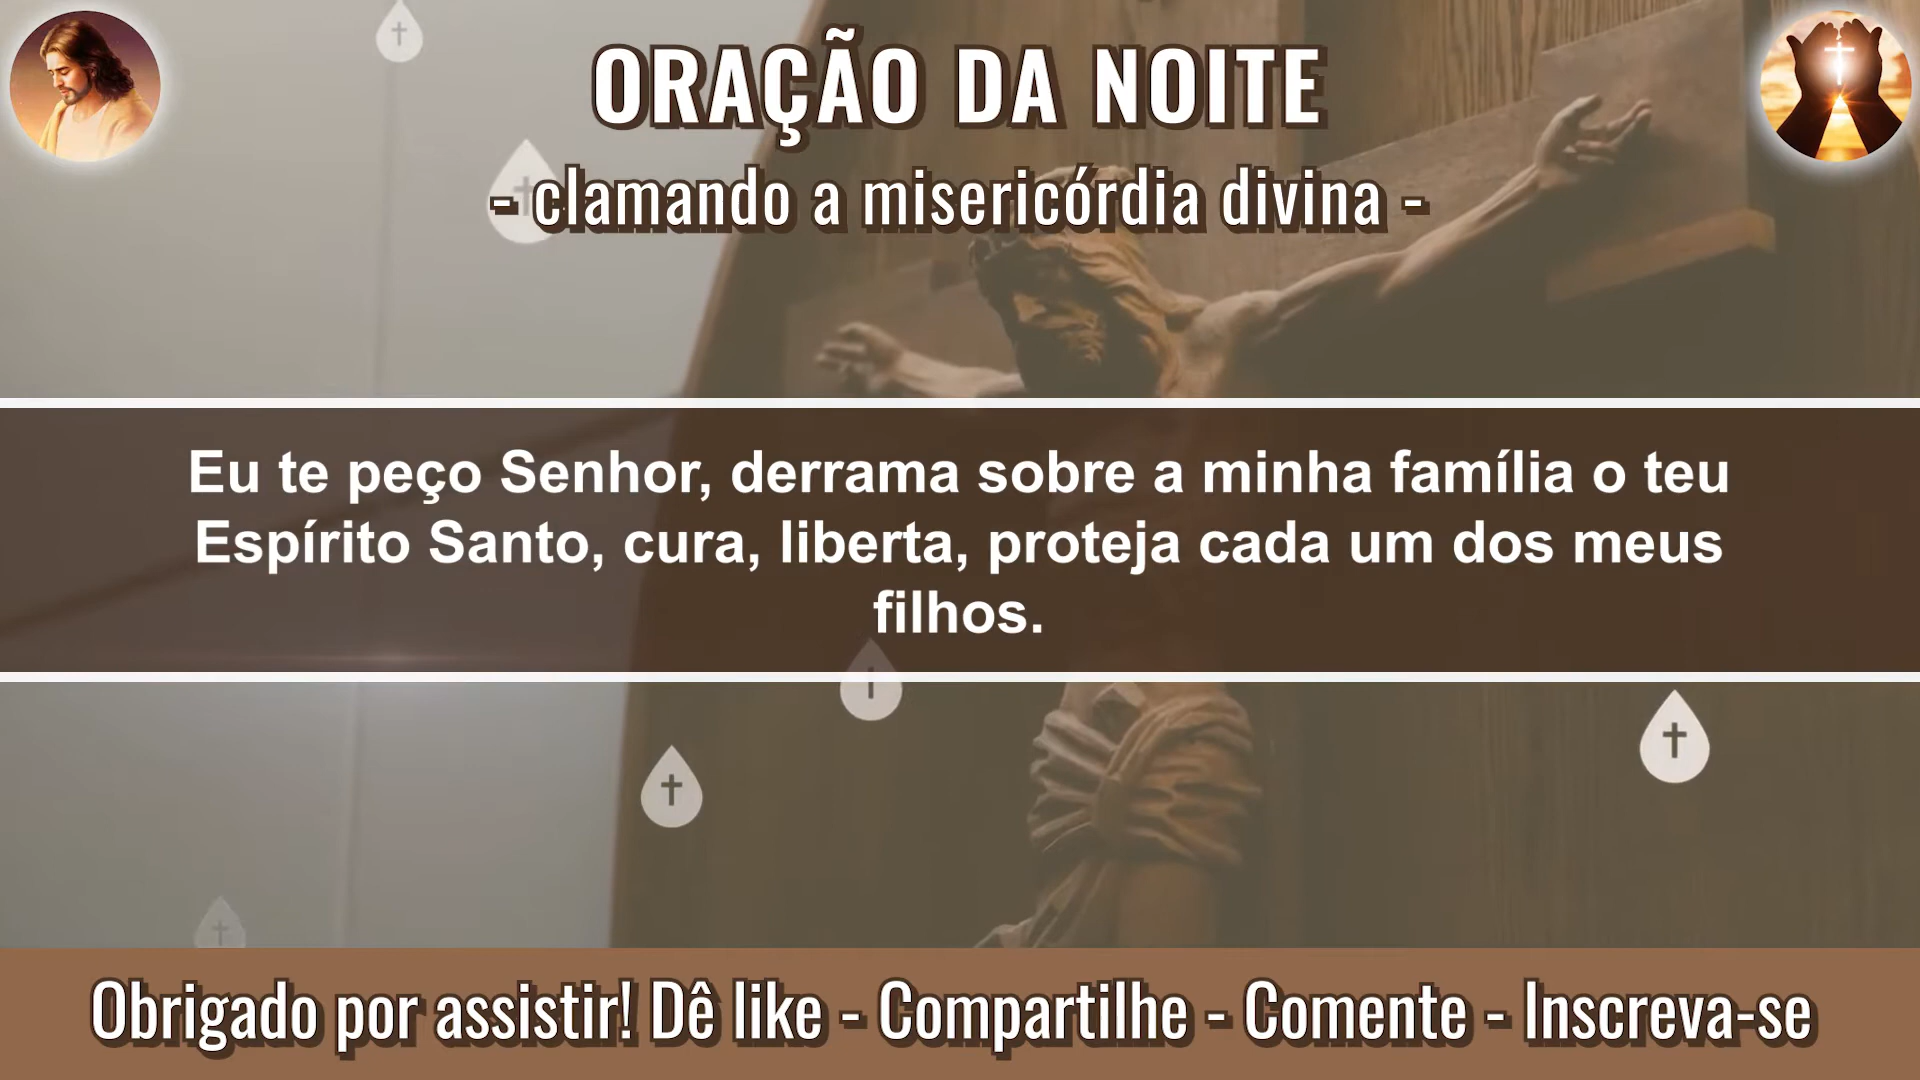 ORAÇÃO DA NOITE
- clamando a misericórdia divina -
Eu te peço Senhor, derrama sobre a minha família o teu
Espírito Santo, cura, liberta, proteja cada um dos meus
filhos.
Obrigado por assistir! Dê like - Compartilhe - Comente - Inscreva-se